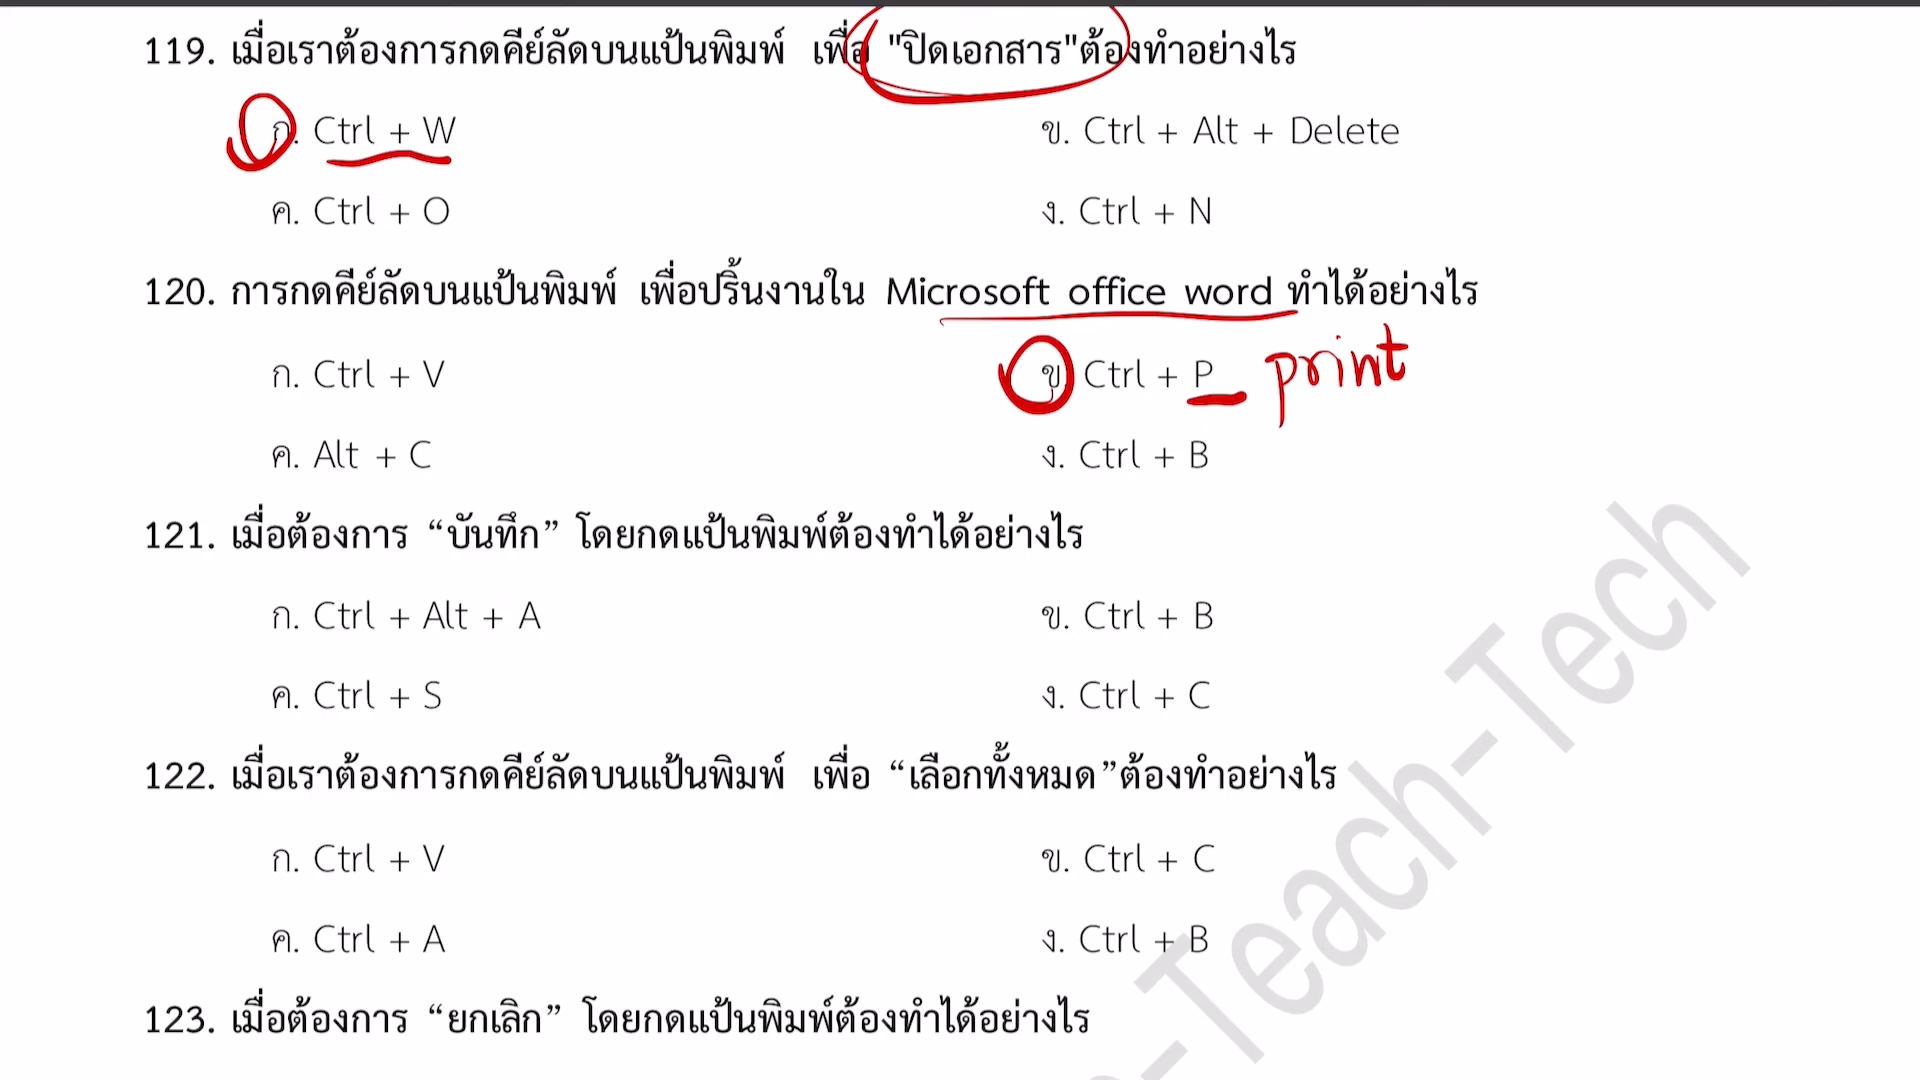 119. เมื่อเราต้องการกดคีย์ลัดบนแป้นพิมพ์ เพื่อ "ปิดเอกสาร"ต้องทำอย่างไร
ก. Ctrl + W ข. Ctrl + Alt + Delete
ค. Ctrl + O ง. Ctrl + N
120. การกดคีย์ลัดบนแป้นพิมพ์ เพื่อปริ้นงานใน Microsoft office word ทำได้อย่างไร
ก. Ctrl + V ข. Ctrl + P print
ค. Alt + C ง. Ctrl + B
121. เมื่อต้องการ “บันทึก” โดยกดแป้นพิมพ์ต้องทำได้อย่างไร
ก. Ctrl + Alt + A ข. Ctrl + B
ค. Ctrl + S ง. Ctrl + C
122. เมื่อเราต้องการกดคีย์ลัดบนแป้นพิมพ์ เพื่อ “เลือกทั้งหมด”ต้องทำอย่างไร
ก. Ctrl + V ข. Ctrl + C
ค. Ctrl + A ง. Ctrl + B
123. เมื่อต้องการ “ยกเลิก” โดยกดแป้นพิมพ์ต้องทำได้อย่างไร
-Teach-Tech